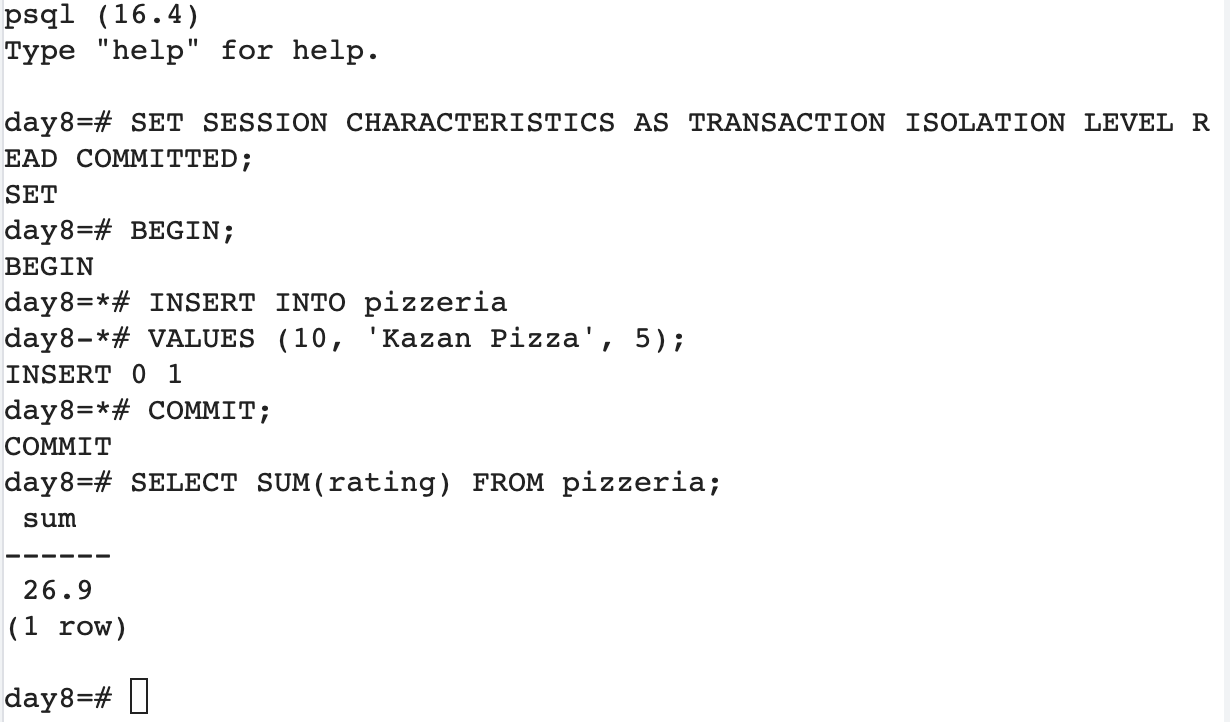 psql (16.4)
Type "help" for help.
day8=# SET SESSION CHARACTERISTICS AS TRANSACTION ISOLATION LEVEL R
EAD COMMITTED;
SET
day8=# BEGIN;
BEGIN
day8=*# INSERT INTO pizzeria
day8-*# VALUES (10, 'Kazan Pizza', 5);
INSERT 0 1
day8=*# COMMIT;
COMMIT
day8=# SELECT SUM(rating) FROM pizzeria;
 sum
------
 26.9
(1 row)
day8=#